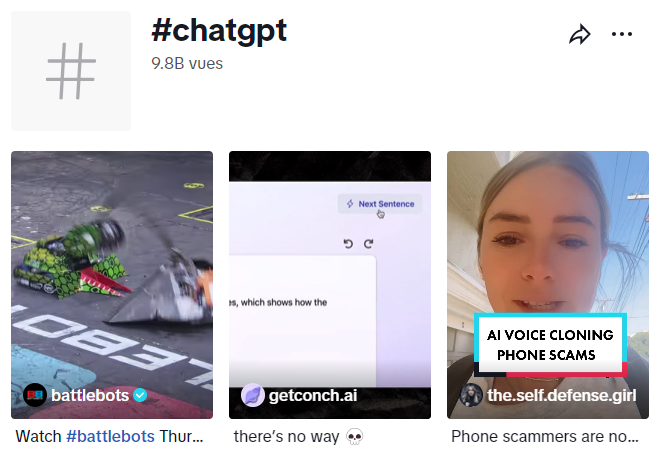 #chatgpt
9.8B vues
LEBO
Next Sentence
es, which shows how the
AI VOICE CLONING
PHONE SCAMS
battlebots
getconch.ai
the.self.defense.girl
Watch #battlebots Thur...
there's no way 💀
Phone scammers are no...